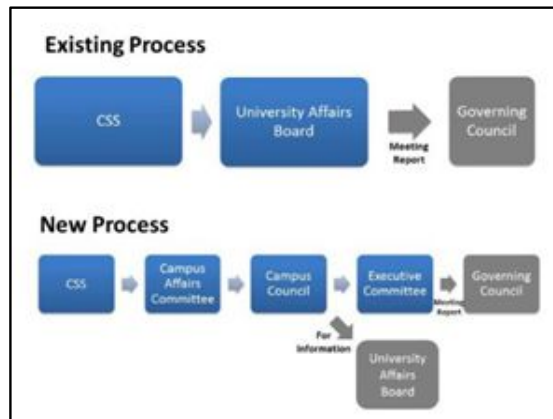 Existing Process
CSS
University Affairs
Board
Meeting
Report
Governing
Council
New Process
CSS
Campus
Affairs
Committee
Campus
Council
Executive
Committee
Meeting
Report
Governing
Council
For
Information
University
Affairs
Board